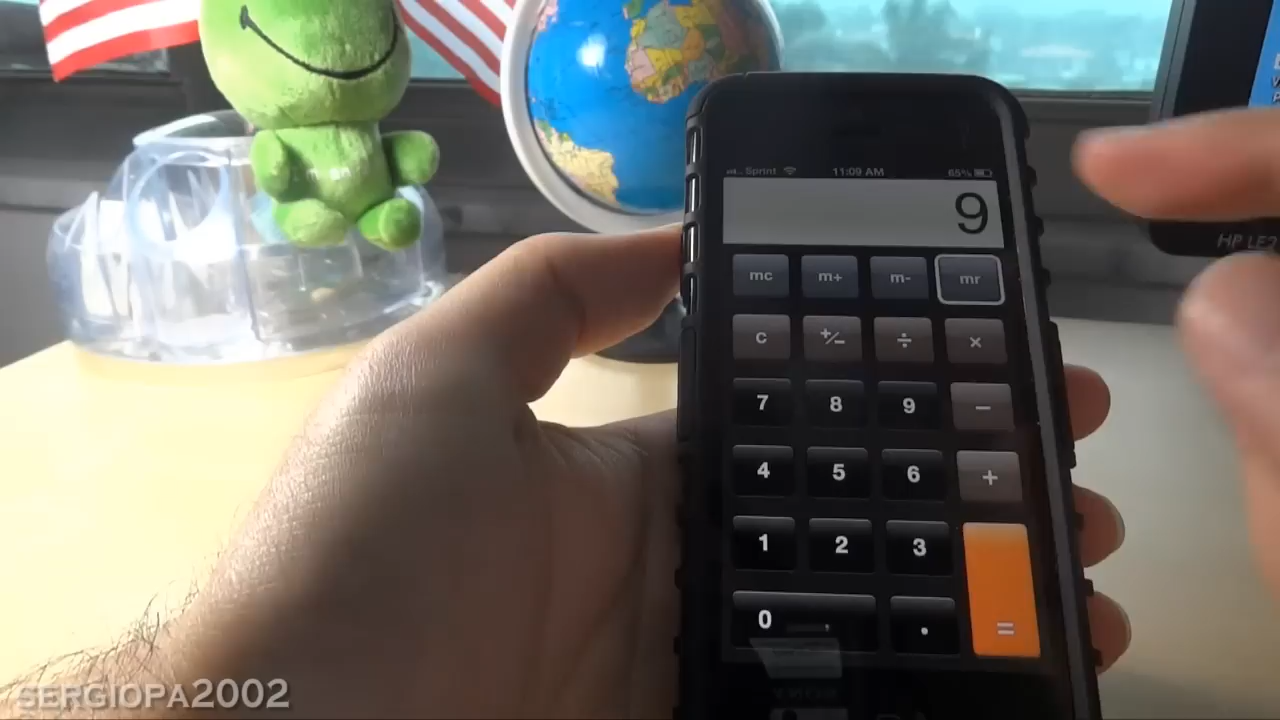 Sprint 11:09 AM 65%
9
mc m+ m- mr
c +/- ÷ ×
7 8 9 −
4 5 6 +
1 2 3
0 . =
HP LE2
SERGIOPA2002